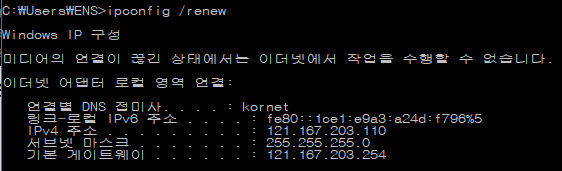 C:\Users\ENS>ipconfig /renew
Windows IP 구성
미디어의 연결이 끊긴 상태에서는 이더넷에서 작업을 수행할 수 없습니다.
이더넷 어댑터 로컬 영역 연결:
연결별 DNS 접미사. . . . : kornet
링크-로컬 IPv6 주소 . . . . . : fe80::1ce1:e9a3:a24d:f796%5
IPv4 주소 . . . . . . . . . : 121.167.203.110
서브넷 마스크 . . . . . . . : 255.255.255.0
기본 게이트웨이 . . . . . . : 121.167.203.254